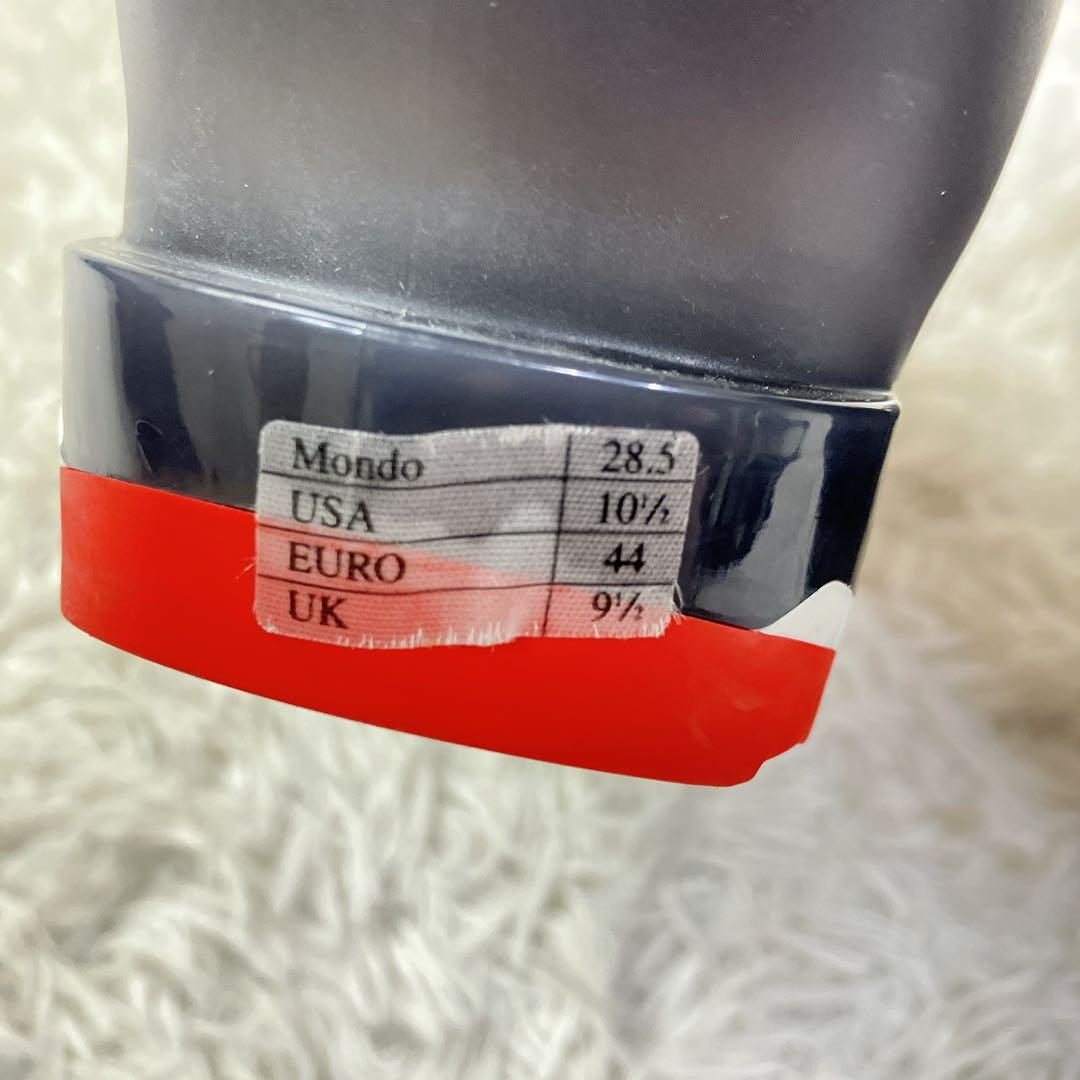 Mondo 28.5
USA 10½
EURO 44
UK 9½